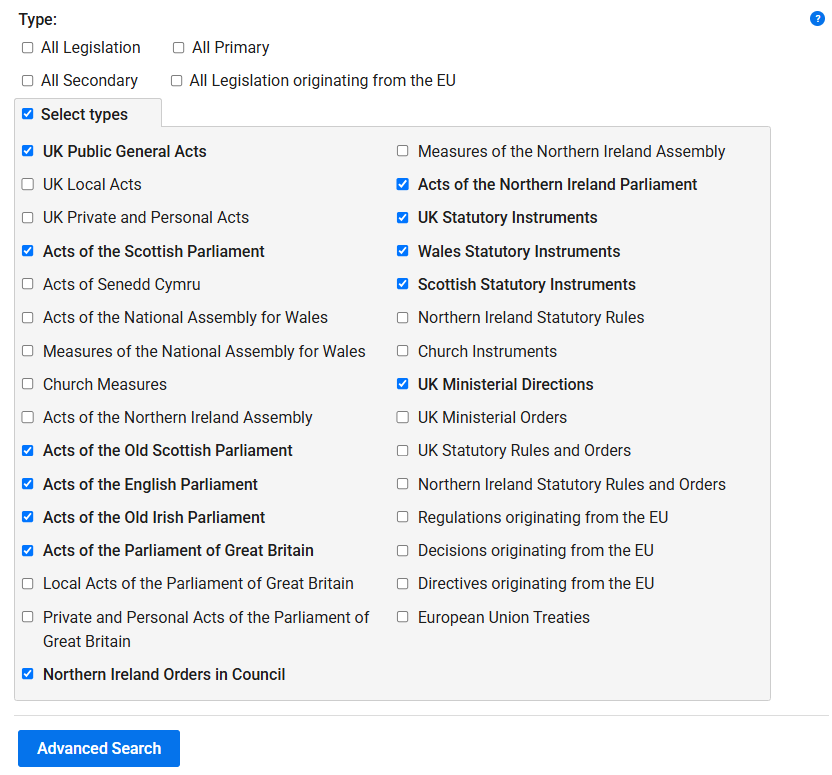 Type:
?
All Legislation
All Primary
All Secondary
All Legislation originating from the EU
Select types
UK Public General Acts
UK Local Acts
UK Private and Personal Acts
Acts of the Scottish Parliament
Acts of Senedd Cymru
Acts of the National Assembly for Wales
Measures of the National Assembly for Wales
Church Measures
Acts of the Northern Ireland Assembly
Acts of the Old Scottish Parliament
Acts of the English Parliament
Acts of the Old Irish Parliament
Acts of the Parliament of Great Britain
Local Acts of the Parliament of Great Britain
Private and Personal Acts of the Parliament of
Great Britain
Northern Ireland Orders in Council
Measures of the Northern Ireland Assembly
Acts of the Northern Ireland Parliament
UK Statutory Instruments
Wales Statutory Instruments
Scottish Statutory Instruments
Northern Ireland Statutory Rules
Church Instruments
UK Ministerial Directions
UK Ministerial Orders
UK Statutory Rules and Orders
Northern Ireland Statutory Rules and Orders
Regulations originating from the EU
Decisions originating from the EU
Directives originating from the EU
European Union Treaties
Advanced Search